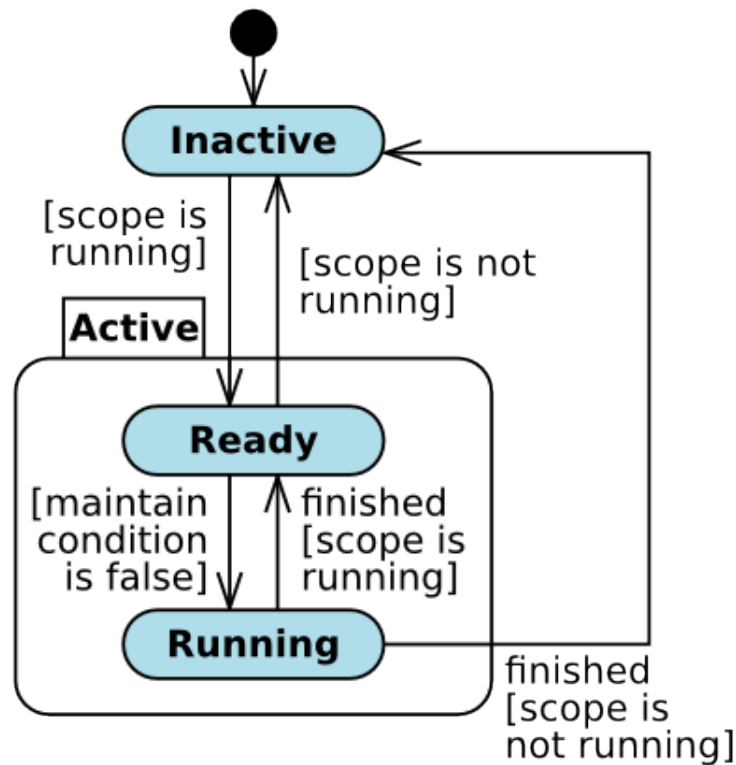 Inactive
[scope is
running]
[scope is not
running]
Active
Ready
[maintain
condition
is false]
finished
[scope is
running]
Running
finished
[scope is
not running]